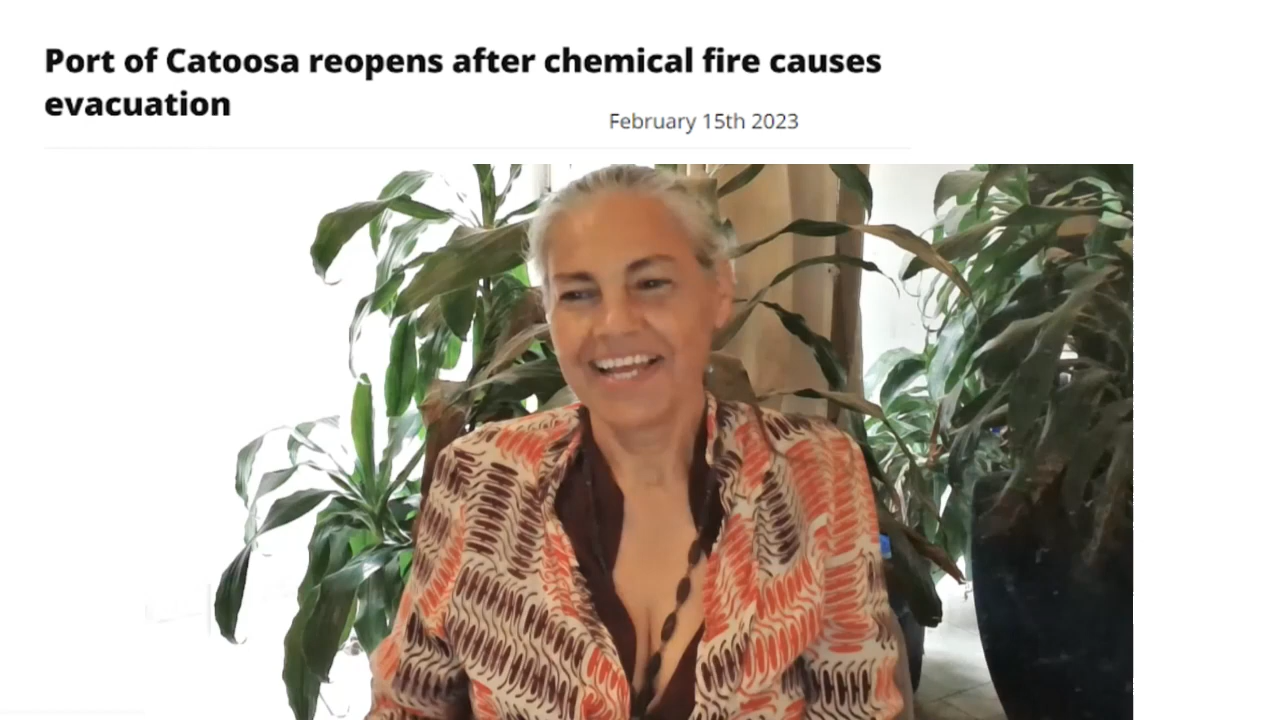 Port of Catoosa reopens after chemical fire causes
evacuation
February 15th 2023